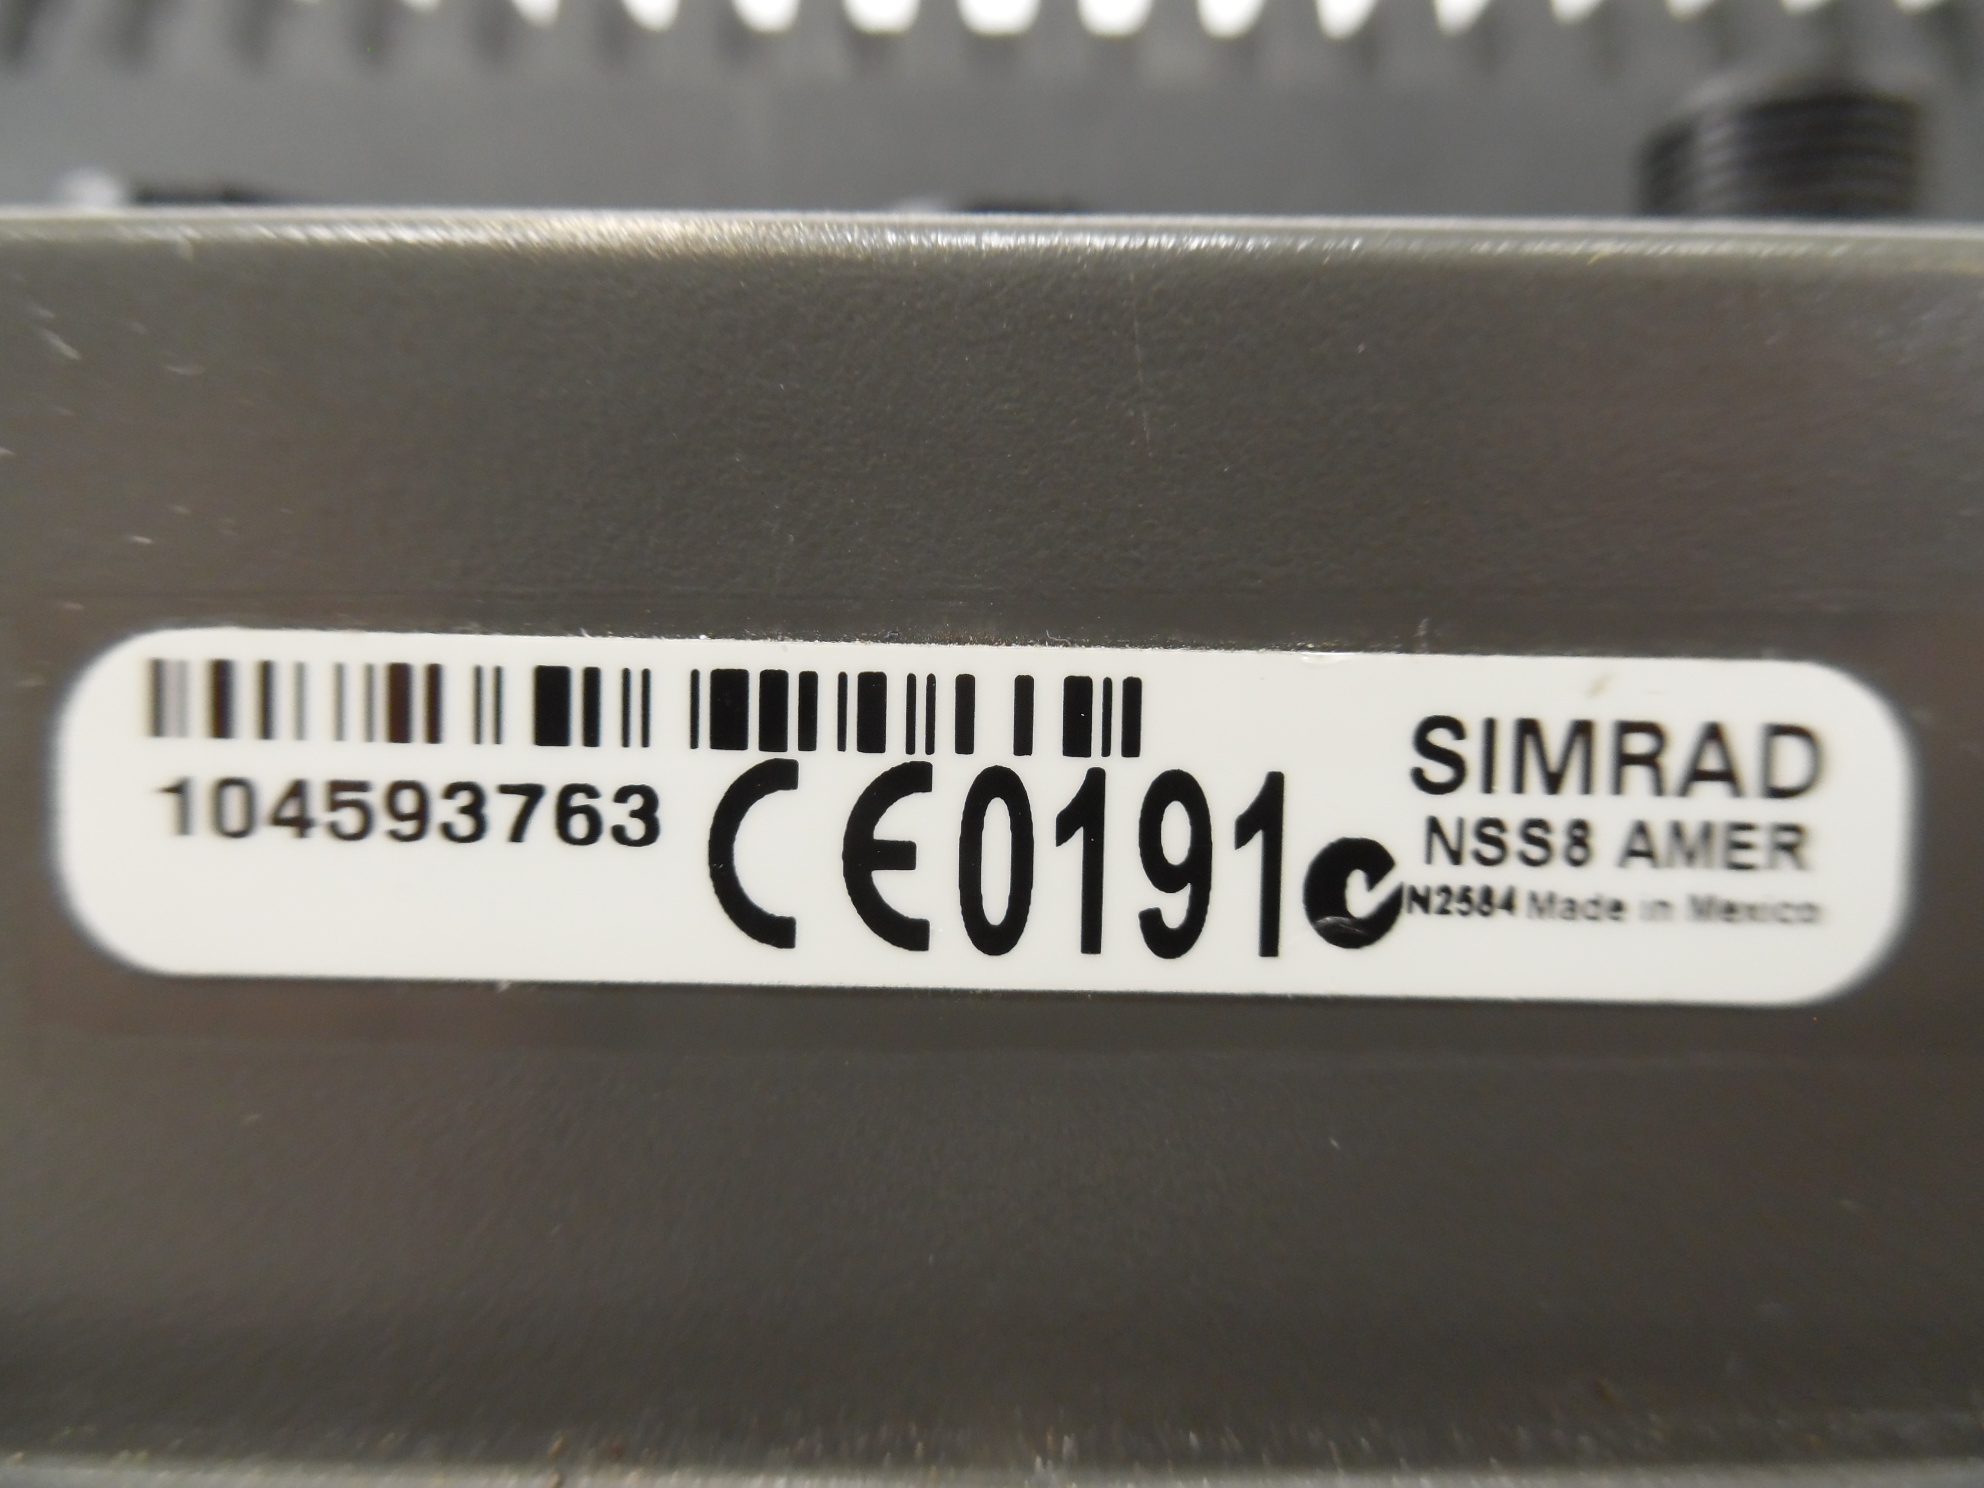 104593763
CE0191
SIMRAD
NSS8 AMER
N2584 Made in Mexico